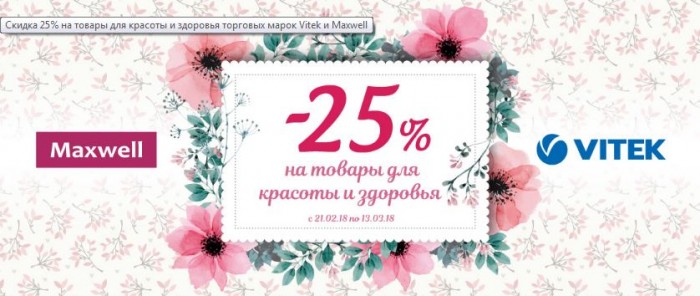 Скидка 25% на товары для красоты и здоровья торговых марок Vitek и Maxwell
-25%
на товары для
красоты и здоровья
с 21.02.18 по 13.03.18
Maxwell
VITEK